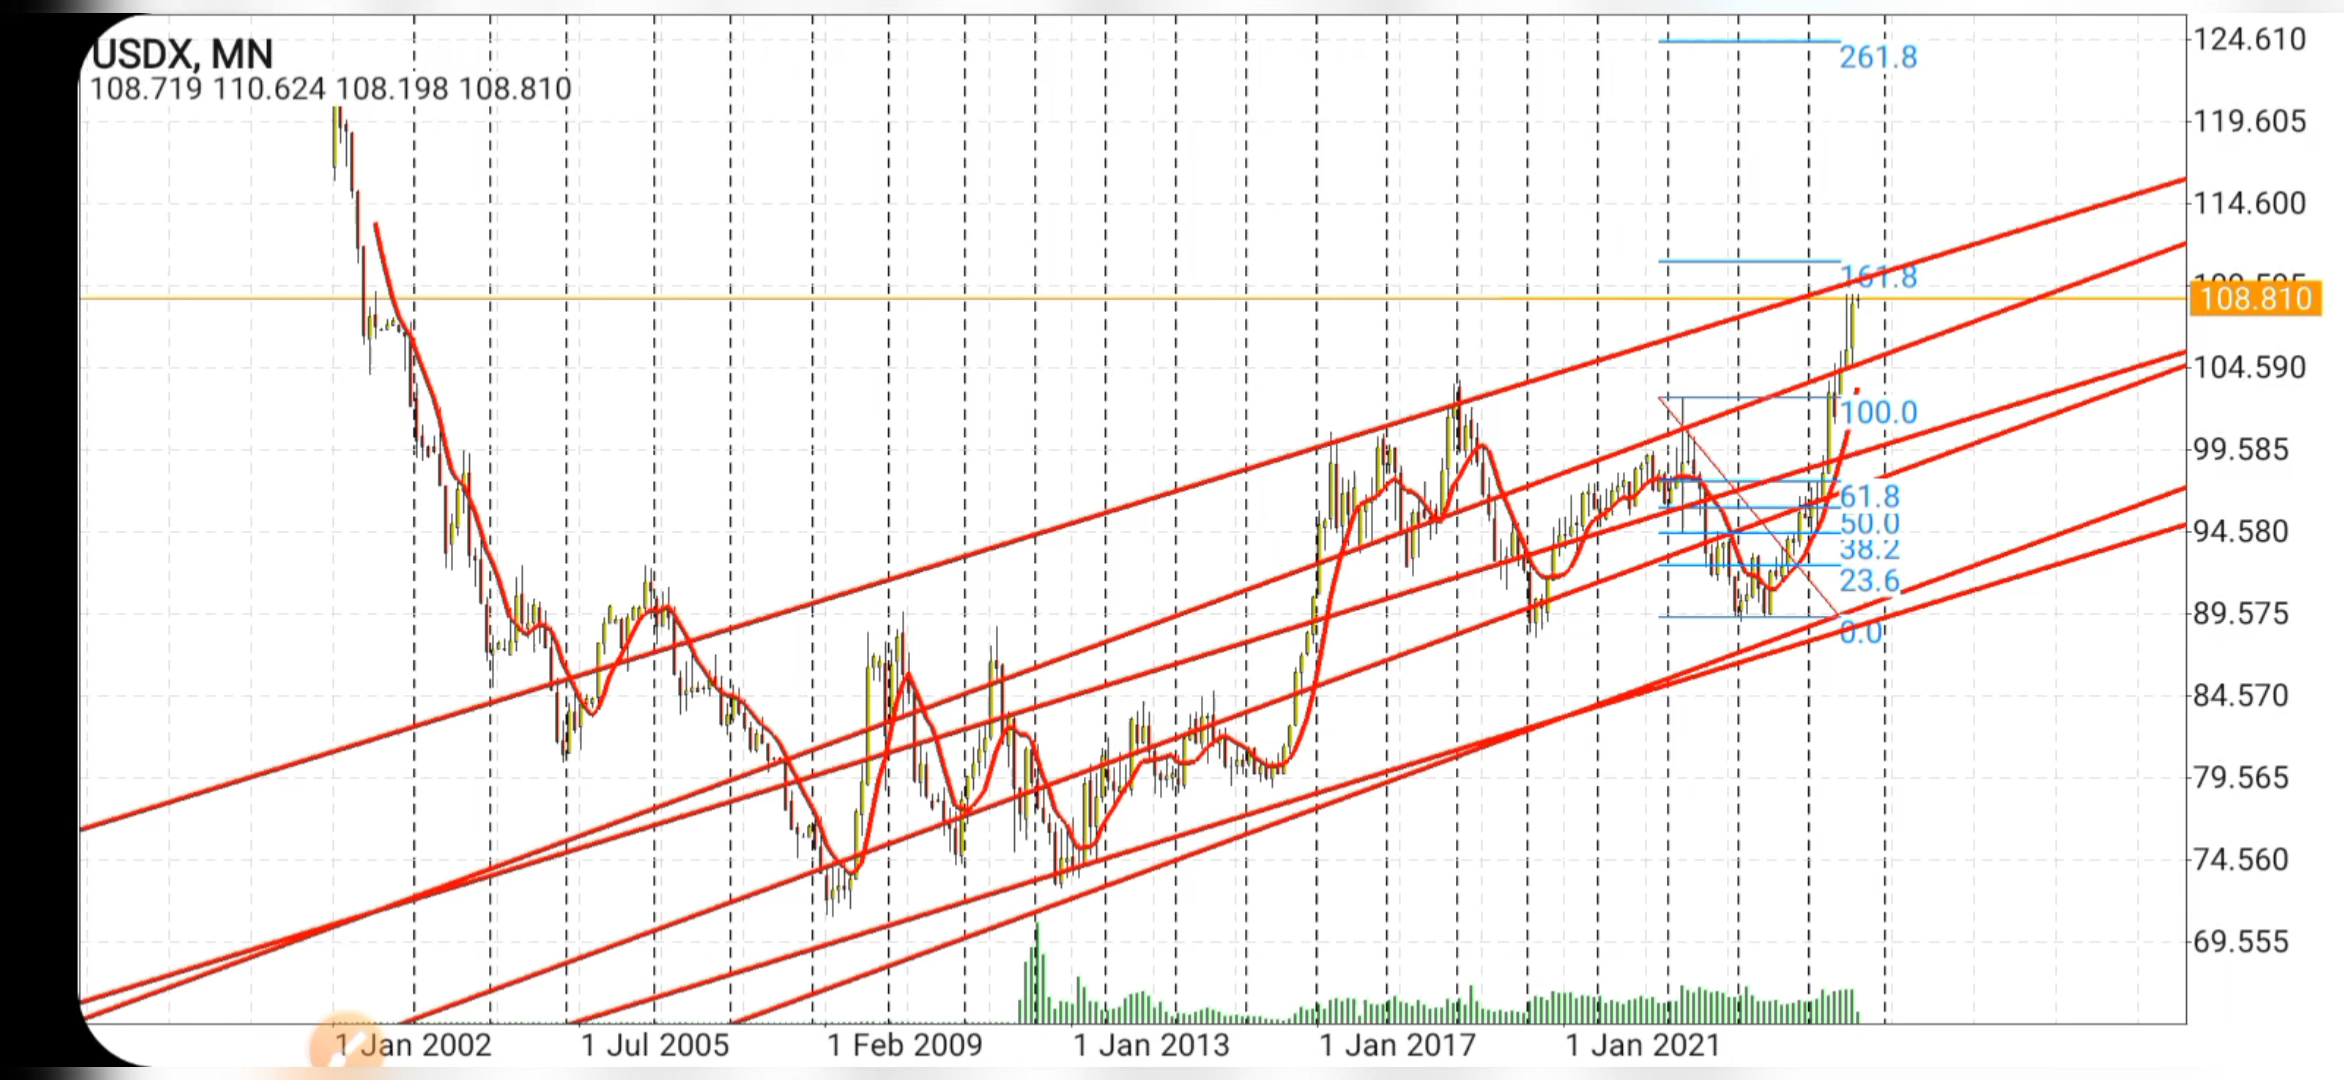 USDX, MN
108.719 110.624 108.198 108.810
261.8
161.8
100.0
61.8
50.0
38.2
23.6
0.0
124.610
119.605
114.600
108.810
104.590
99.585
94.580
89.575
84.570
79.565
74.560
69.555
1 Jan 2002
1 Jul 2005
1 Feb 2009
1 Jan 2013
1 Jan 2017
1 Jan 2021